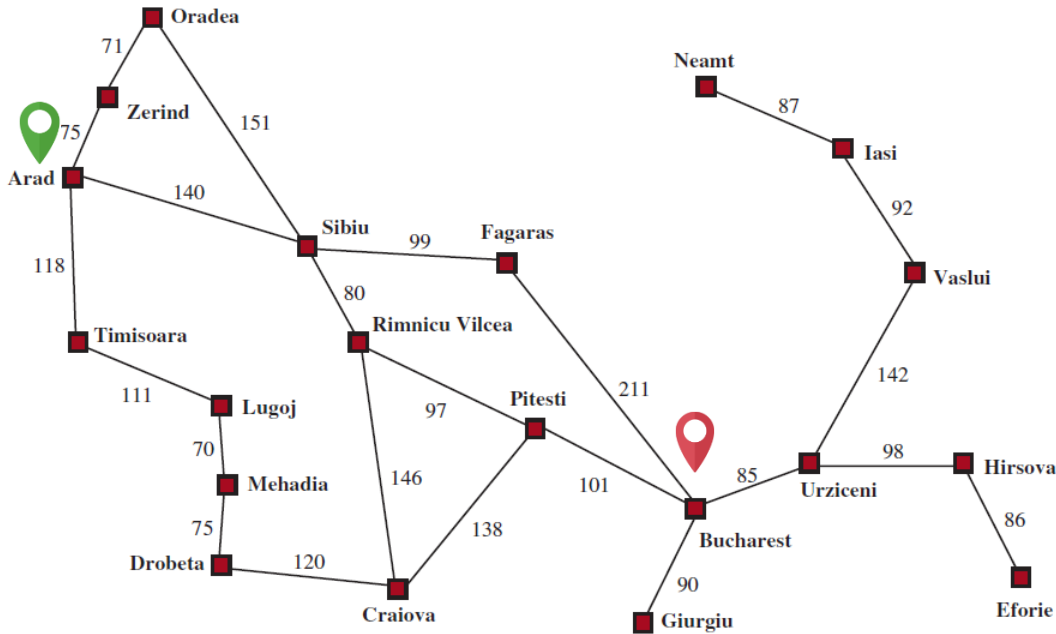 Oradea
71
Neamt
Zerind
87
75
151
Iasi
Arad
140
92
Sibiu
Fagaras
99
118
Vaslui
80
Timisoara
Rimnicu Vilcea
142
111
Pitesti
211
Lugoj
97
70
98
Hirsova
85
Mehadia
146
101
Urziceni
86
75
138
Bucharest
Drobeta
120
90
Craiova
Giurgiu
Eforie